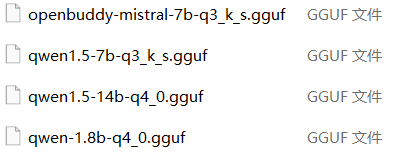 openbuddy-mistral-7b-q3_k_s.gguf GGUF 文件
qwen1.5-7b-q3_k_s.gguf GGUF 文件
qwen1.5-14b-q4_0.gguf GGUF 文件
qwen-1.8b-q4_0.gguf GGUF 文件